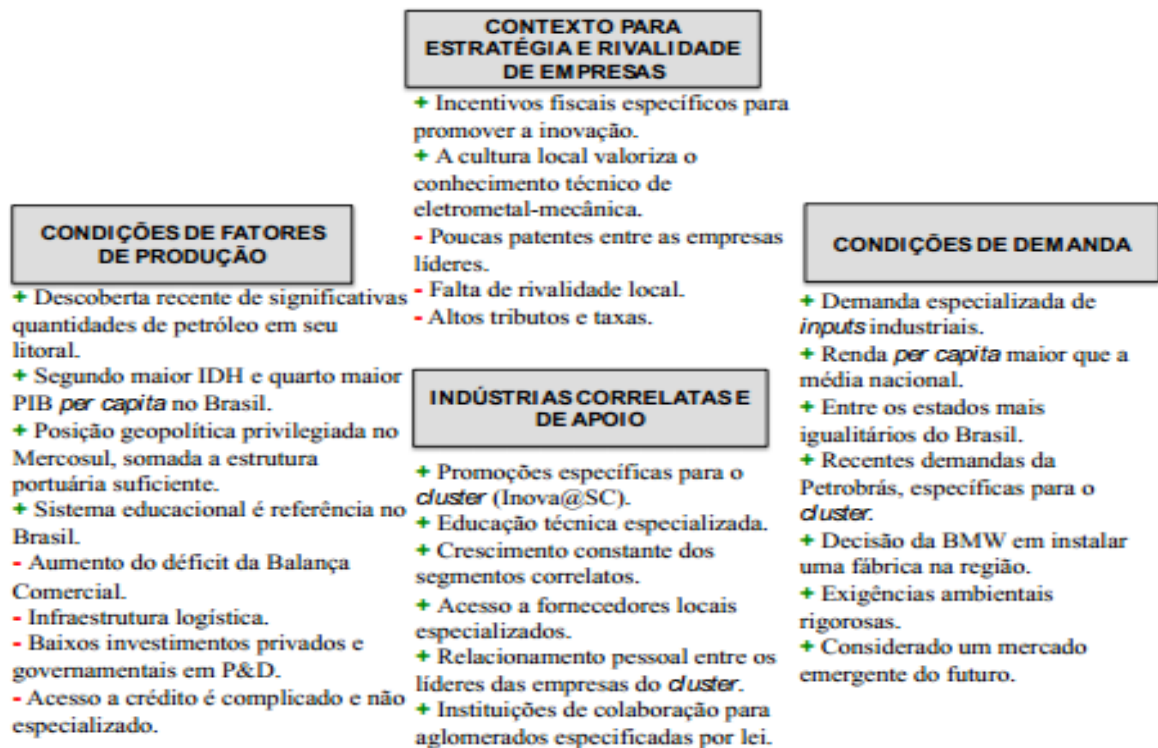 CONTEXTO PARA
ESTRATÉGIA E RIVALIDADE
DE EMPRESAS
+ Incentivos fiscais específicos para
promover a inovação.
+ A cultura local valoriza o
conhecimento técnico de
eletrometal-mecânica.
- Poucas patentes entre as empresas
líderes.
- Falta de rivalidade local.
- Altos tributos e taxas.
CONDIÇÕES DE FATORES
DE PRODUÇÃO
+ Descoberta recente de significativas
quantidades de petróleo em seu
litoral.
+ Segundo maior IDH e quarto maior
PIB per capita no Brasil.
+ Posição geopolítica privilegiada no
Mercosul, somada a estrutura
portuária suficiente.
+ Sistema educacional é referência no
Brasil.
- Aumento do déficit da Balança
Comercial.
- Infraestrutura logística.
- Baixos investimentos privados e
governamentais em P&D.
- Acesso a crédito é complicado e não
especializado.
INDÚSTRIAS CORRELATAS E
DE APOIO
+ Promoções específicas para o
cluster (Inova@SC).
+ Educação técnica especializada.
+ Crescimento constante dos
segmentos correlatos.
+ Acesso a fornecedores locais
especializados.
+ Relacionamento pessoal entre os
líderes das empresas do cluster.
+ Instituições de colaboração para
aglomerados especificadas por lei.
CONDIÇÕES DE DEMANDA
+ Demanda especializada de
inputs industriais.
+ Renda per capita maior que a
média nacional.
+ Entre os estados mais
igualitários do Brasil.
+ Recentes demandas da
Petrobrás, específicas para o
cluster.
+ Decisão da BMW em instalar
uma fábrica na região.
+ Exigências ambientais
rigorosas.
+ Considerado um mercado
emergente do futuro.